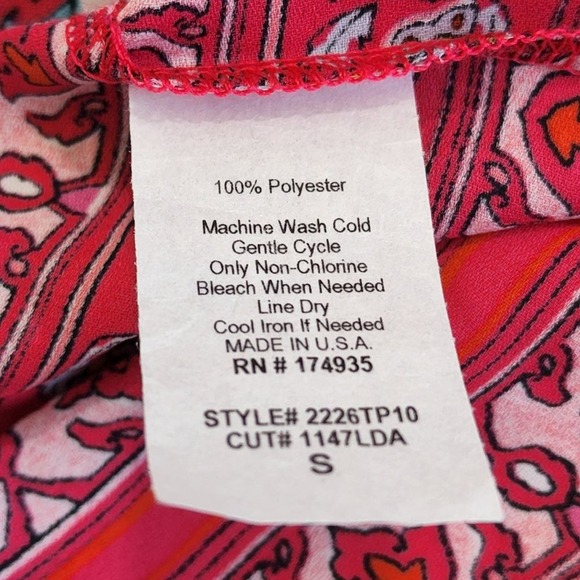 100% Polyester
Machine Wash Cold
Gentle Cycle
Only Non-Chlorine
Bleach When Needed
Line Dry
Cool Iron If Needed
MADE IN U.S.A.
RN # 174935
STYLE# 2226TP10
CUT# 1147LDA
S